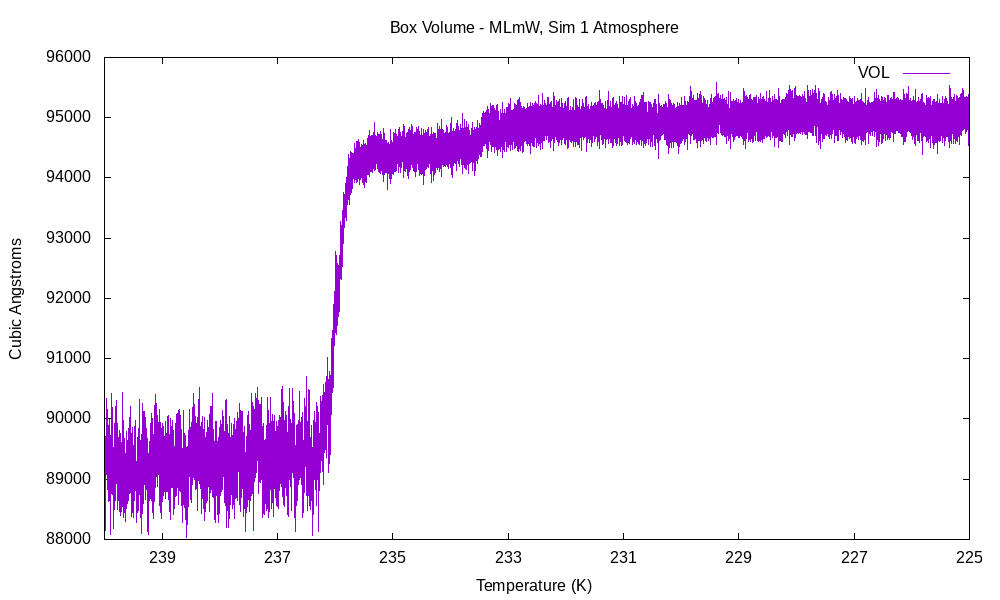 Box Volume - MLmW, Sim 1 Atmosphere
96000
VOL
95000
94000
93000
92000
91000
90000
89000
88000
Cubic Angstroms
239 237 235 233 231 229 227 225
Temperature (K)